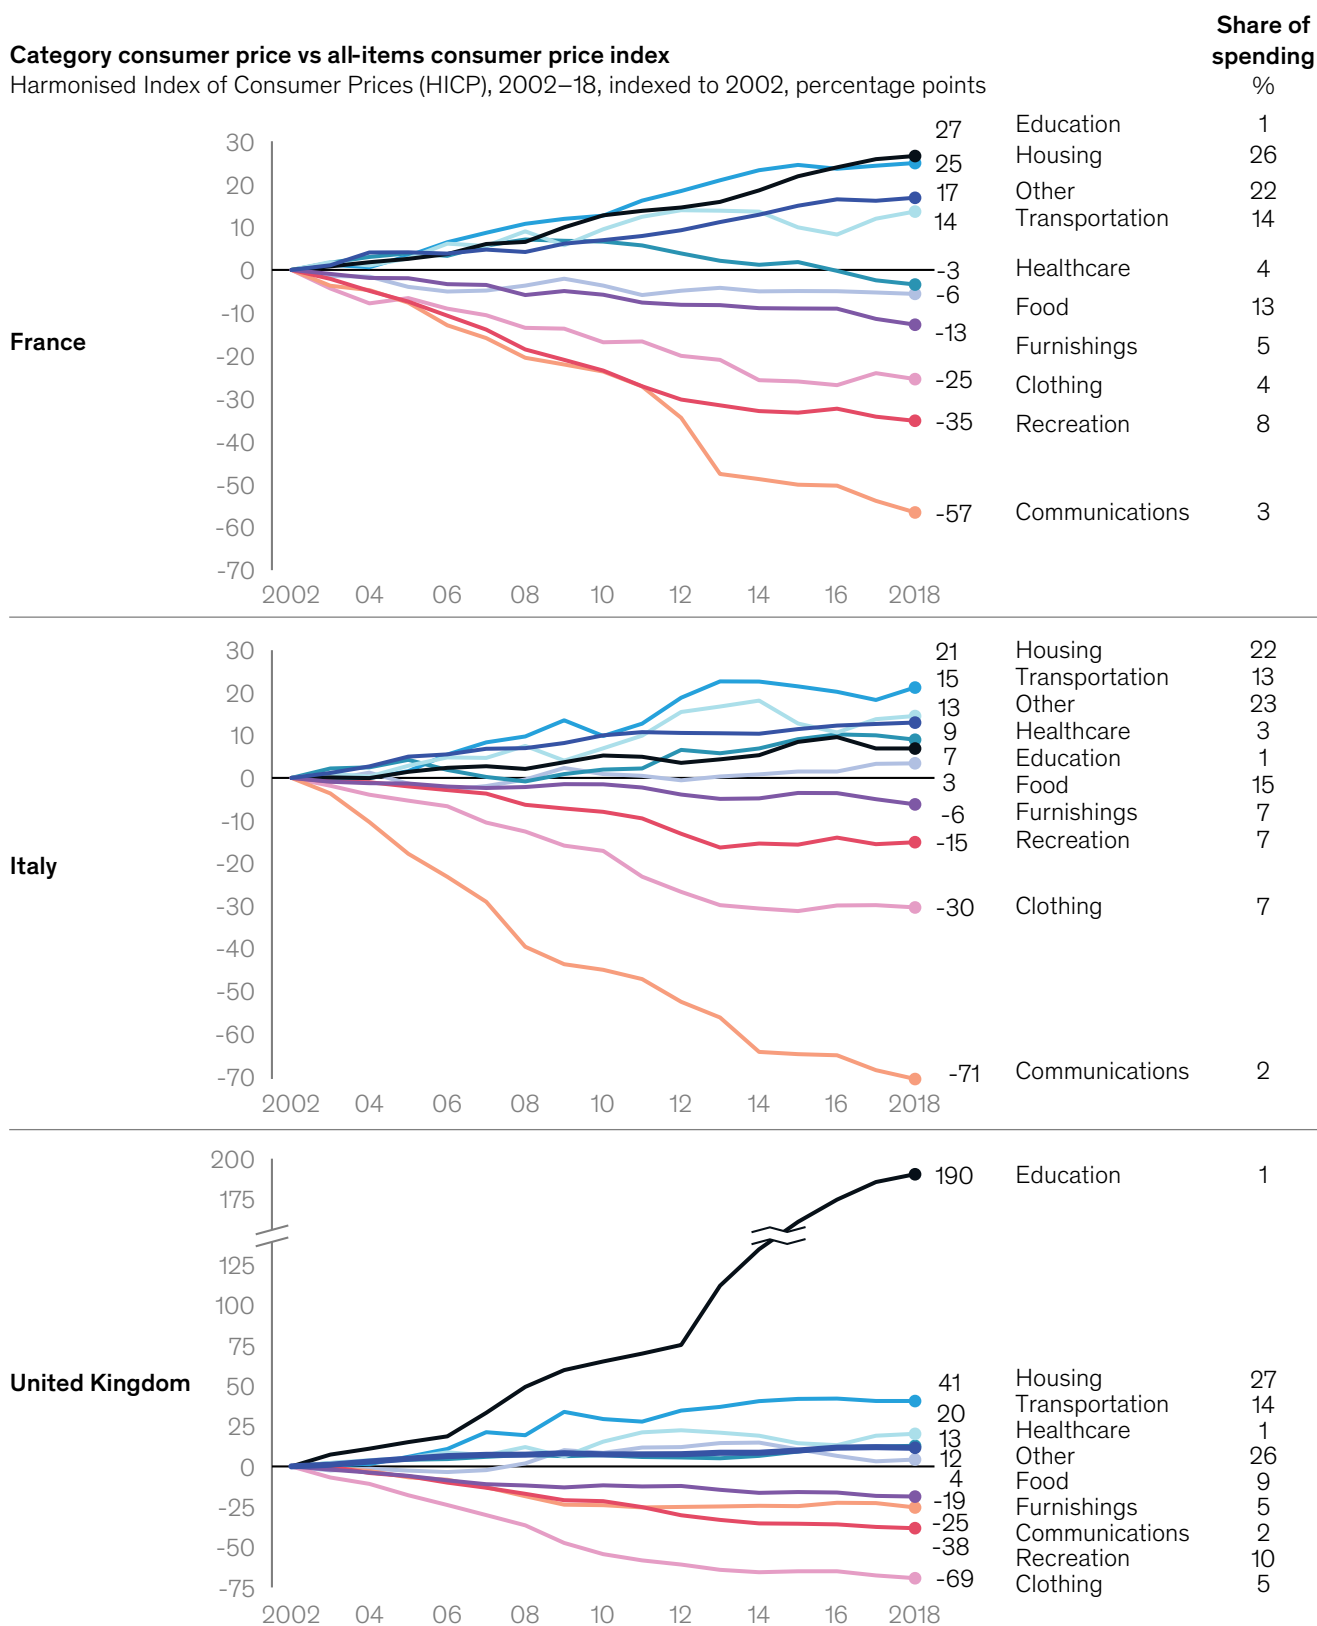 Share of
spending
%
Category consumer price vs all-items consumer price index
Harmonised Index of Consumer Prices (HICP), 2002–18, indexed to 2002, percentage points
France
30
20
10
0
-10
-20
-30
-40
-50
-60
-70
2002 04 06 08 10 12 14 16 2018
27 Education 1
25 Housing 26
17 Other 22
14 Transportation 14
-3 Healthcare 4
-6 Food 13
-13 Furnishings 5
-25 Clothing 4
-35 Recreation 8
-57 Communications 3
Italy
30
20
10
0
-10
-20
-30
-40
-50
-60
-70
2002 04 06 08 10 12 14 16 2018
21 Housing 22
15 Transportation 13
13 Other 23
9 Healthcare 3
7 Education 1
3 Food 15
-6 Furnishings 7
-15 Recreation 7
-30 Clothing 7
-71 Communications 2
United Kingdom
200
175
125
100
75
50
25
0
-25
-50
-75
2002 04 06 08 10 12 14 16 2018
190 Education 1
41 Housing 27
20 Transportation 14
13 Healthcare 1
12 Other 26
4 Food 9
-19 Furnishings 5
-25 Communications 2
-38 Recreation 10
-69 Clothing 5